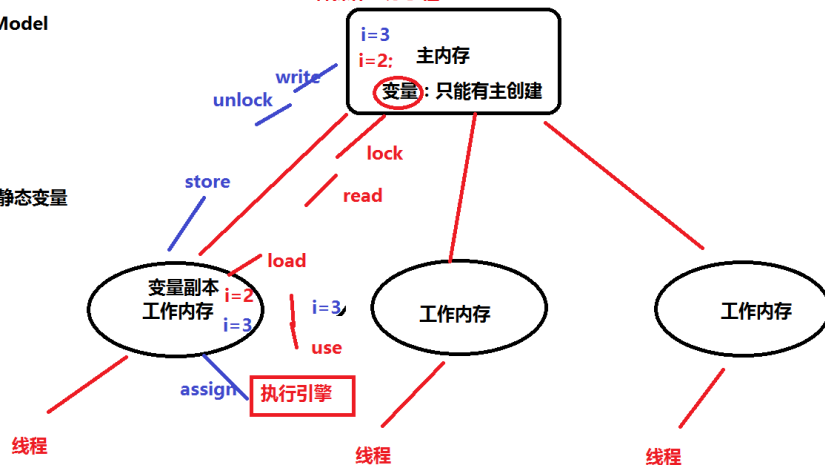 Model
i=3
i=2;
主内存
变量：只能有主创建
write
unlock
lock
read
store
静态变量
load
变量副本
i=2
工作内存
i=3
i=3
use
工作内存
工作内存
assign
执行引擎
线程
线程
线程